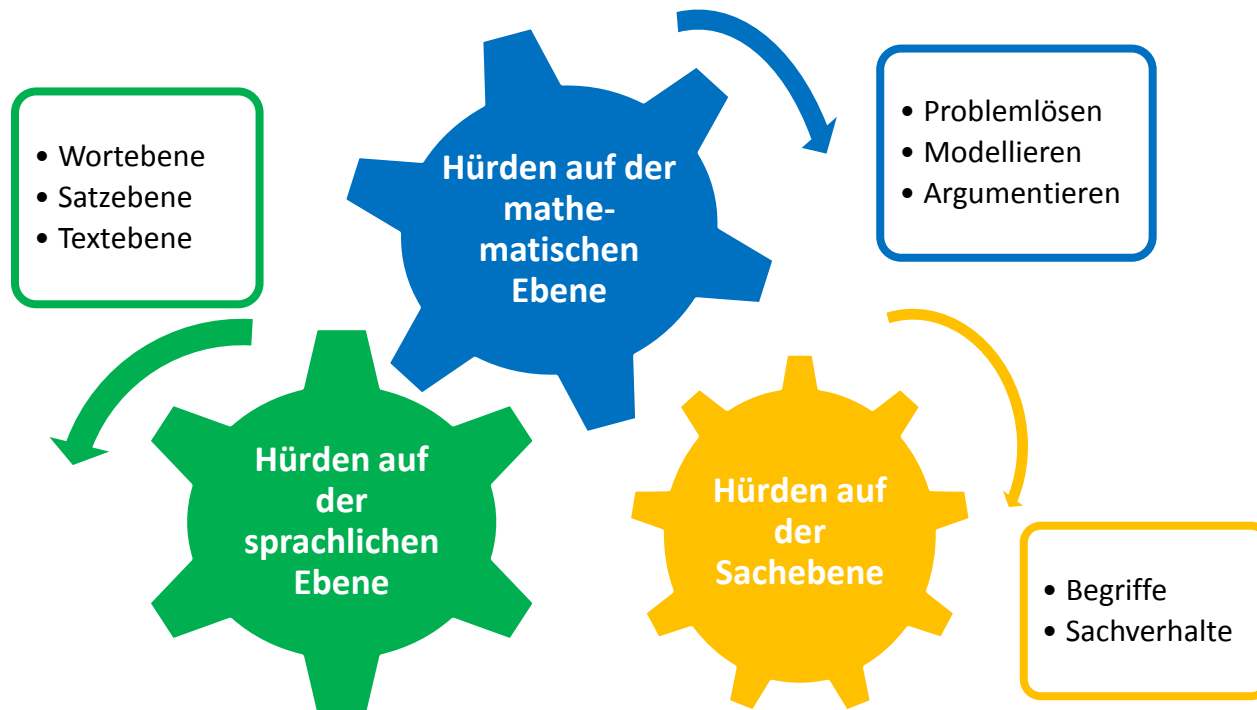 • Wortebene
• Satzebene
• Textebene
Hürden auf der
mathe-
matischen
Ebene
• Problemlösen
• Modellieren
• Argumentieren
Hürden auf
der
sprachlichen
Ebene
Hürden auf
der
Sachebene
• Begriffe
• Sachverhalte